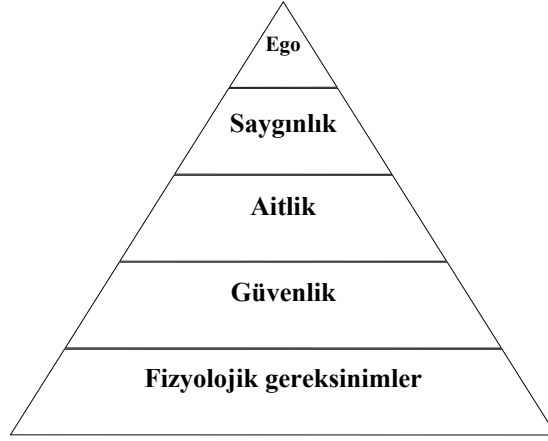 Ego
Saygınlık
Aitlik
Güvenlik
Fizyolojik gereksinimler